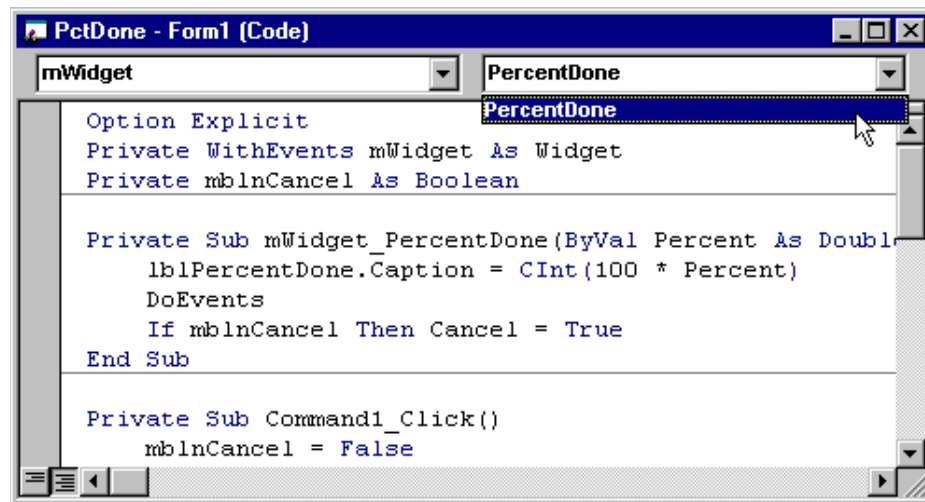 PctDone - Form1 (Code)
mWidget PercentDone
PercentDone
Option Explicit
Private WithEvents mWidget As Widget
Private mblnCancel As Boolean
Private Sub mWidget_PercentDone(ByVal Percent As Double
lblPercentDone.Caption = CInt(100 * Percent)
DoEvents
If mblnCancel Then Cancel = True
End Sub
Private Sub Command1_Click()
mblnCancel = False